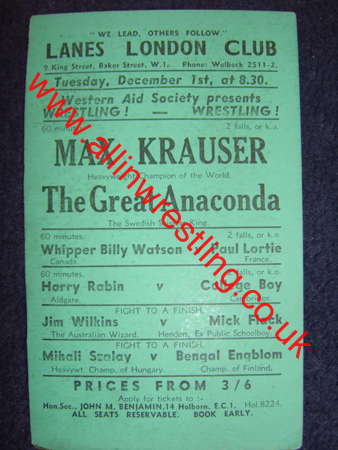 "WE LEAD, OTHERS FOLLOW."
LANES LONDON CLUB
9 King Street, Baker Street, W.1. Phone: Welbeck 2511-2.
Tuesday, December 1st, at 8.30.
Western Aid Society presents
WRESTLING! — WRESTLING!
60 minutes. 2 falls, or k.o.
MAX KRAUSER
Heavyweight Champion of the World.
The Great Anaconda
The Swedish King.
60 minutes. 2 falls, or k.o
Whipper Billy Watson v Paul Lortie
Canada. France.
60 minutes. falls, or k.o.
Harry Rabin v College Boy
Aldgate. Cambridge.
FIGHT TO A FINISH.
Jim Wilkins v Mick Flack
The Australian Wizard. Hendon, Ex Public Schoolboy.
FIGHT TO A FINISH.
Mihali Szalay v Bengal Engblom
Heavywt. Champ. of Hungary. Champ. of Finland.
PRICES FROM 3/6
Apply for tickets to :-
Hon. Sec., JOHN M. BENJAMIN, 14 Holborn, E.C.1. Hol.8224.
ALL SEATS RESERVABLE. BOOK EARLY.
www.allinwrestling.co.uk